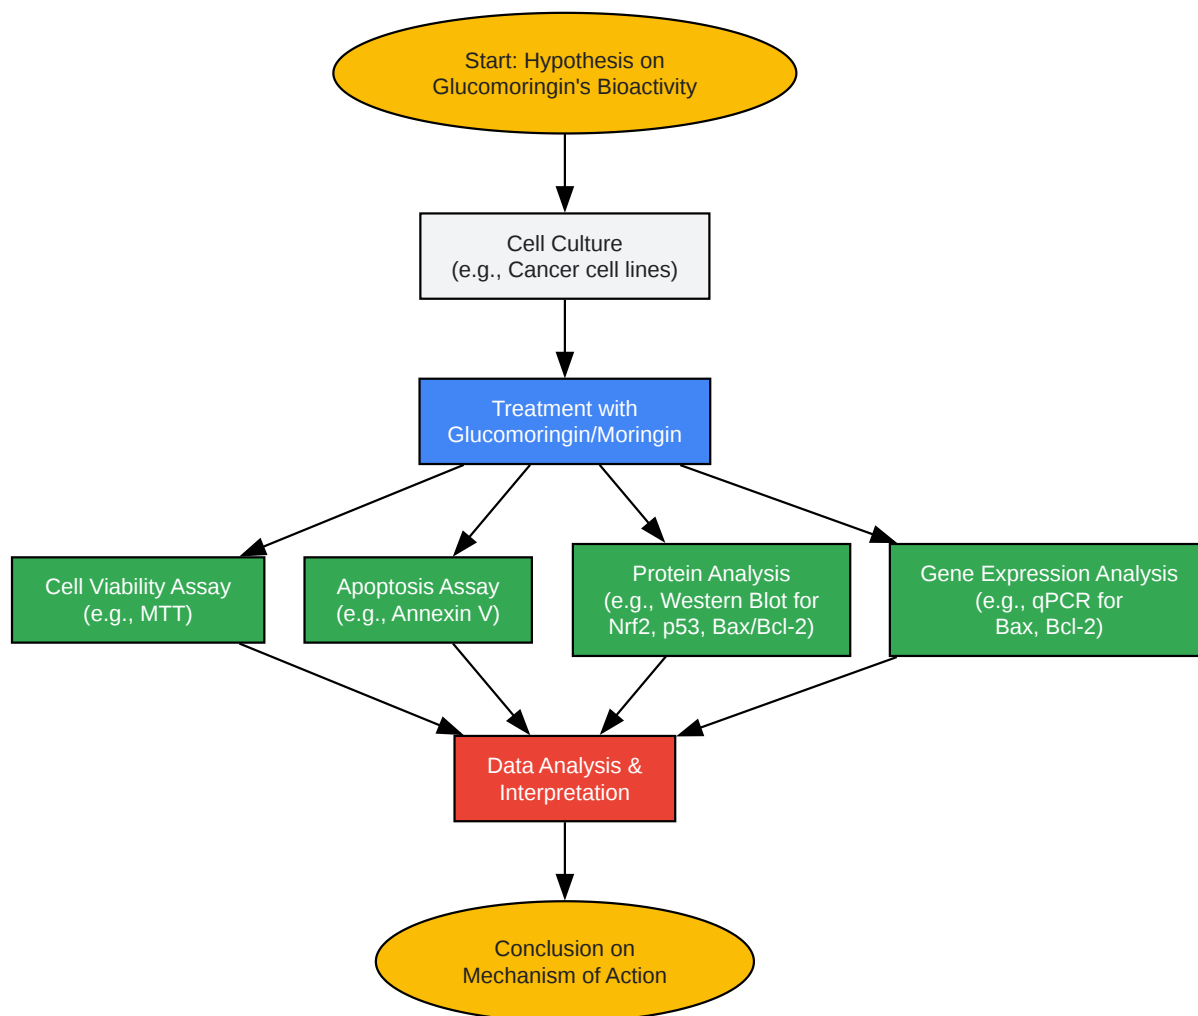 Start: Hypothesis on
Glucomoringin's Bioactivity
Cell Culture
(e.g., Cancer cell lines)
Treatment with
Glucomoringin/Moringin
Cell Viability Assay
(e.g., MTT)
Apoptosis Assay
(e.g., Annexin V)
Protein Analysis
(e.g., Western Blot for
Nrf2, p53, Bax/Bcl-2)
Gene Expression Analysis
(e.g., qPCR for
Bax, Bcl-2)
Data Analysis &
Interpretation
Conclusion on
Mechanism of Action